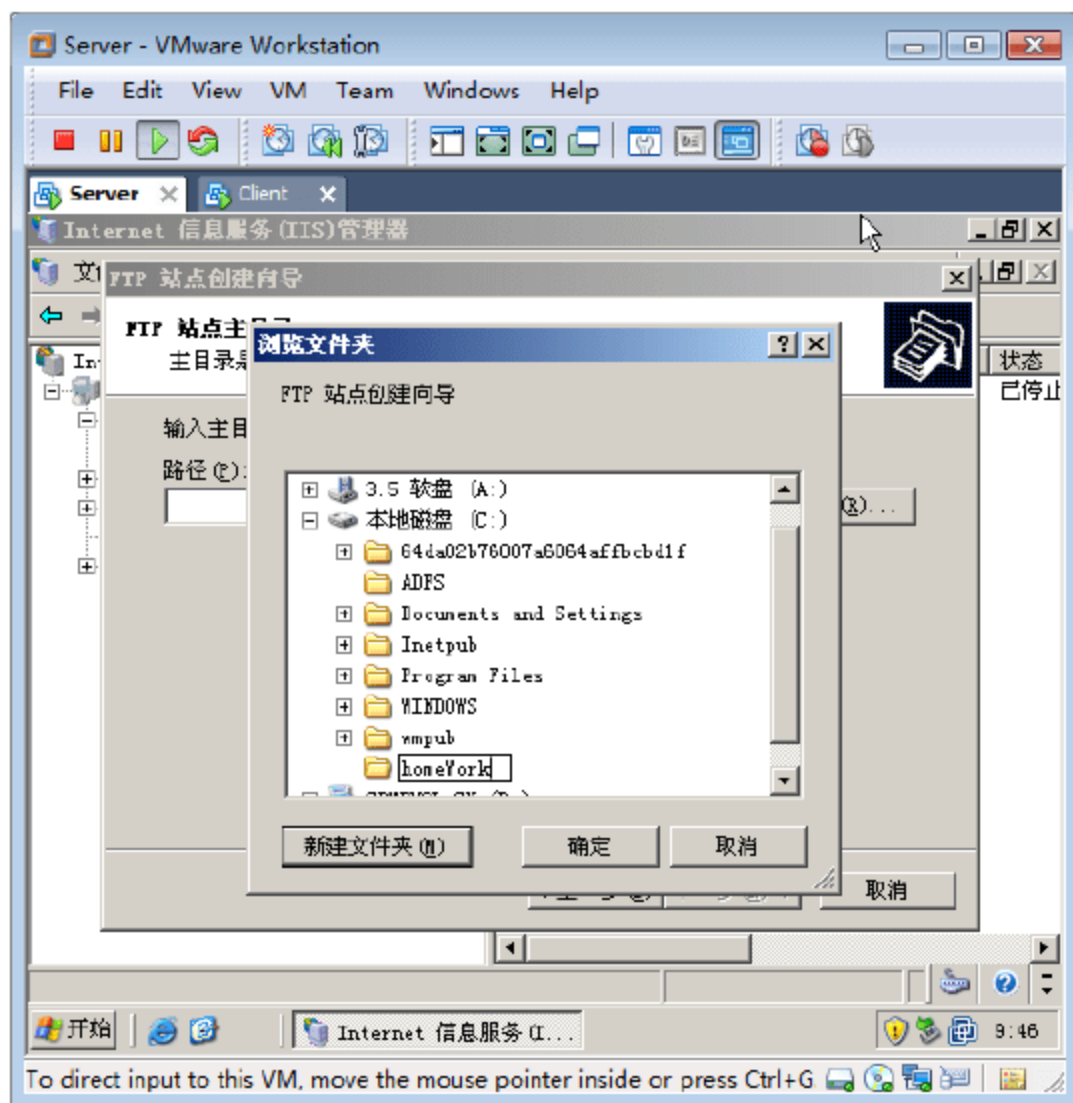 Server - VMware Workstation
File Edit View VM Team Windows Help
Server Client
Internet 信息服务(IIS)管理器
FTP 站点创建向导
FTP 站点主
主目录
浏览文件夹
In
状态
FTP 站点创建向导
已停止
输入主目
路径(P):
3.5 软盘 (A:)
本地磁盘 (C:)
(R)...
64da02b76007a6064affbcbd1f
ADFS
Documents and Settings
Inetpub
Program Files
WINDOWS
wmpub
homeWork
新建文件夹(M) 确定 取消
取消
开始 Internet 信息服务(I... 9:46
To direct input to this VM, move the mouse pointer inside or press Ctrl+G